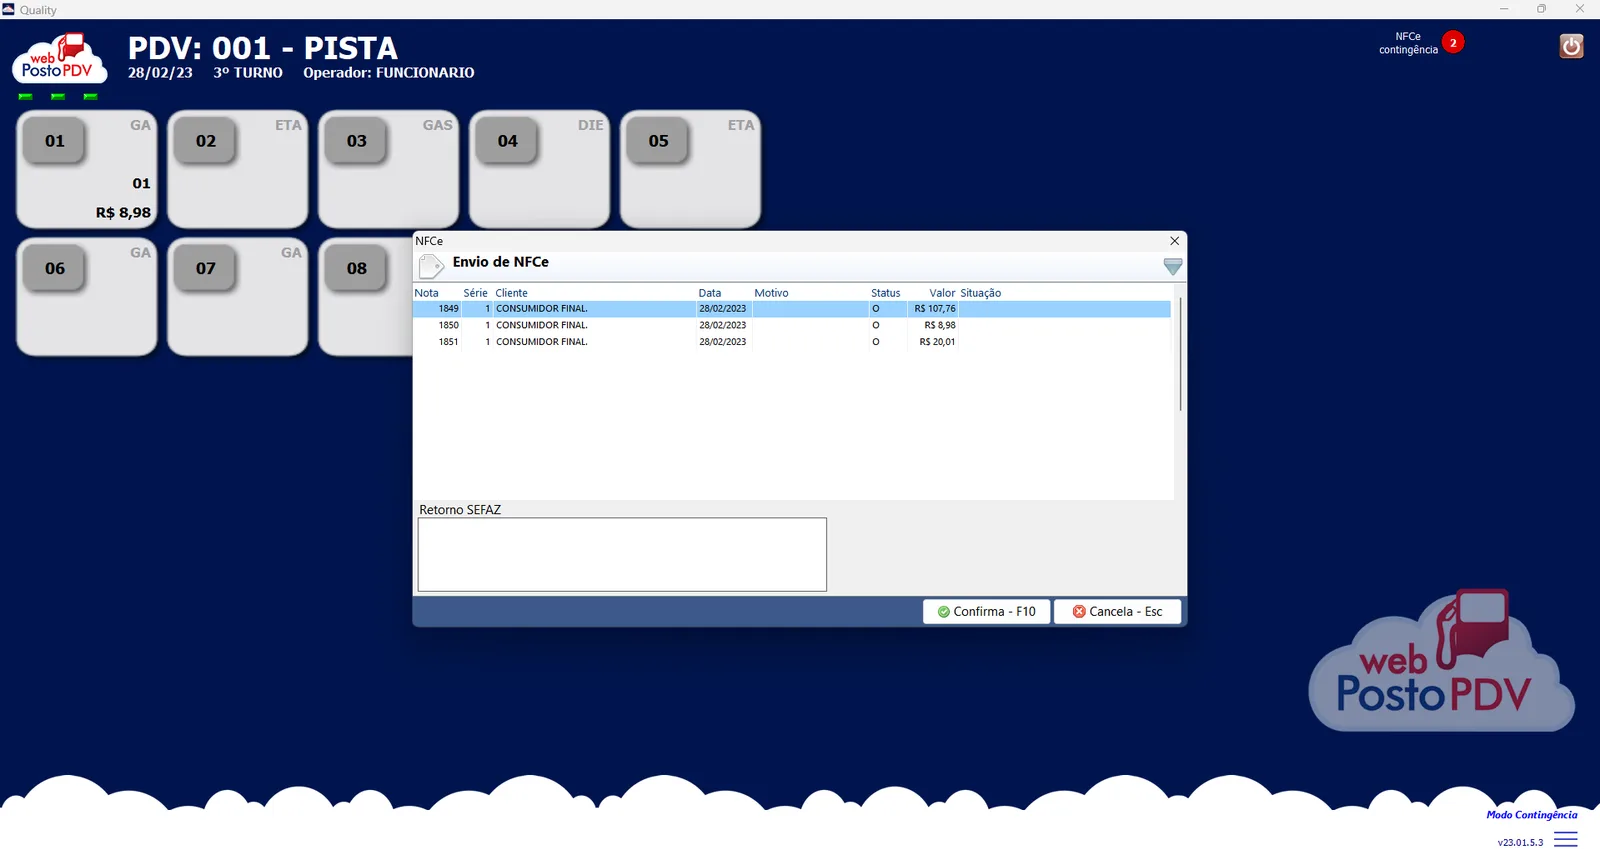 Quality
web
PostoPDV
PDV: 001 - PISTA
28/02/23 3º TURNO Operador: FUNCIONARIO
NFCe
contingência
2
01 GA
01
R$ 8,98
02 ETA
03 GAS
04 DIE
05 ETA
06 GA
07 GA
08
NFCe
Envio de NFCe
Nota Série Cliente Data Motivo Status Valor Situação
1849 1 CONSUMIDOR FINAL. 28/02/2023 O R$ 107,76
1850 1 CONSUMIDOR FINAL. 28/02/2023 O R$ 8,98
1851 1 CONSUMIDOR FINAL. 28/02/2023 O R$ 20,01
Retorno SEFAZ
Confirma - F10
Cancela - Esc
web
PostoPDV
Modo Contingência
v23.01.5.3